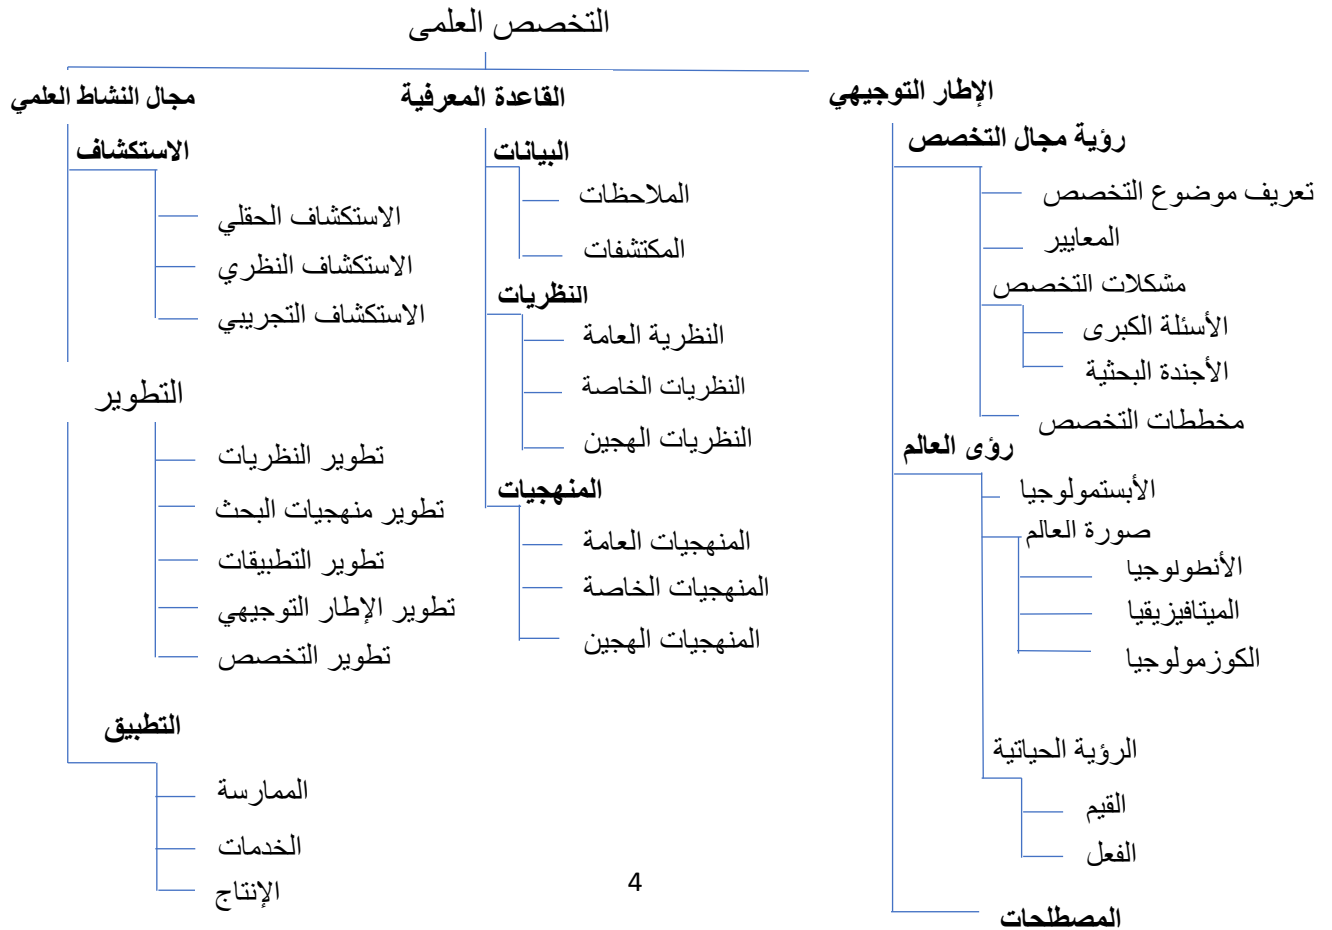 التخصص العلمى
الإطار التوجيهي
رؤية مجال التخصص
تعريف موضوع التخصص
المعايير
مشكلات التخصص
الأسئلة الكبرى
الأجندة البحثية
مخططات التخصص
رؤى العالم
الأبستمولوجيا
صورة العالم
الأنطولوجيا
الميتافيزيقيا
الكوزمولوجيا
الرؤية الحياتية
القيم
الفعل
المصطلحات
القاعدة المعرفية
البيانات
الملاحظات
المكتشفات
النظريات
النظرية العامة
النظريات الخاصة
النظريات الهجين
المنهجيات
المنهجيات العامة
المنهجيات الخاصة
المنهجيات الهجين
مجال النشاط العلمي
الاستكشاف
الاستكشاف الحقلي
الاستكشاف النظري
الاستكشاف التجريبي
التطوير
تطوير النظريات
تطوير منهجيات البحث
تطوير التطبيقات
تطوير الإطار التوجيهي
تطوير التخصص
التطبيق
الممارسة
الخدمات
الإنتاج
4